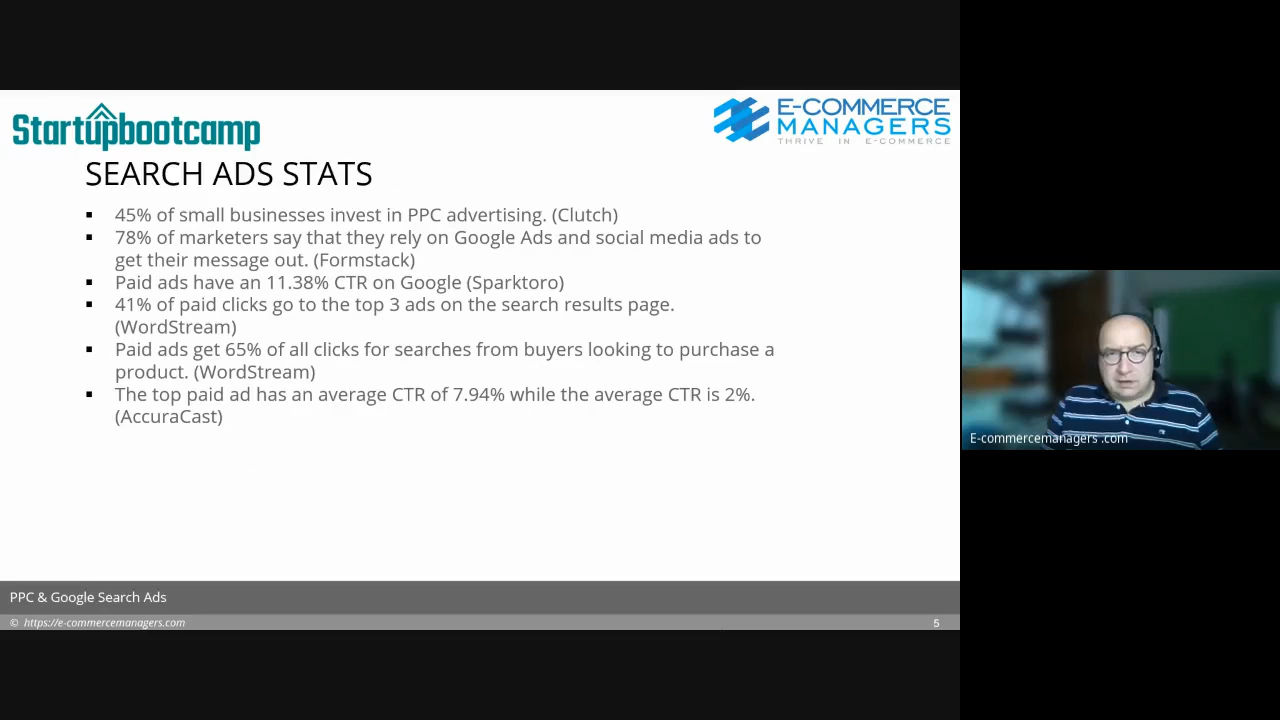 Startupbootcamp
E-COMMERCE
MANAGERS
THRIVE IN E-COMMERCE
SEARCH ADS STATS
▪ 45% of small businesses invest in PPC advertising. (Clutch)
▪ 78% of marketers say that they rely on Google Ads and social media ads to
get their message out. (Formstack)
▪ Paid ads have an 11.38% CTR on Google (Sparktoro)
▪ 41% of paid clicks go to the top 3 ads on the search results page.
(WordStream)
▪ Paid ads get 65% of all clicks for searches from buyers looking to purchase a
product. (WordStream)
▪ The top paid ad has an average CTR of 7.94% while the average CTR is 2%.
(AccuraCast)
E-commercemanagers .com
PPC & Google Search Ads
© https://e-commercemanagers.com
5